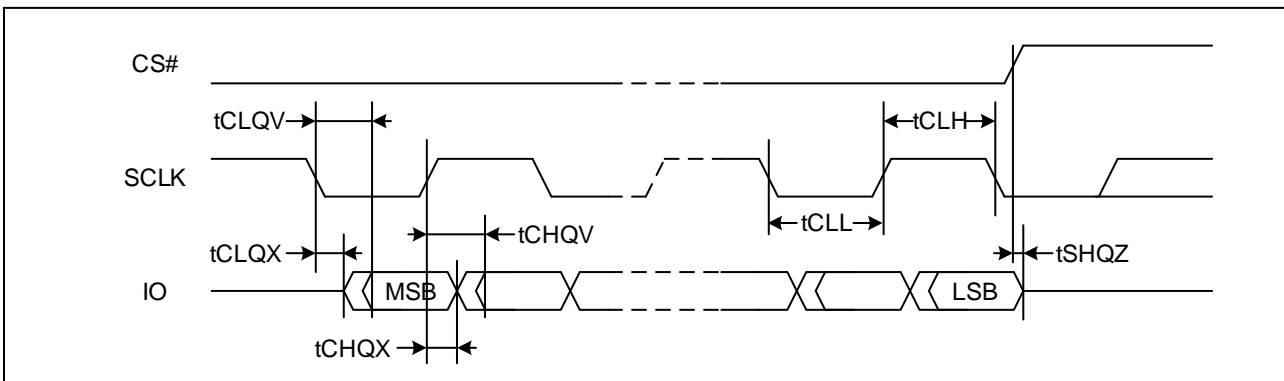 CS#
tCLQV
tCLH
SCLK
tCLL
tCHQV
tCLQX
tSHQZ
IO
MSB
LSB
tCHQX